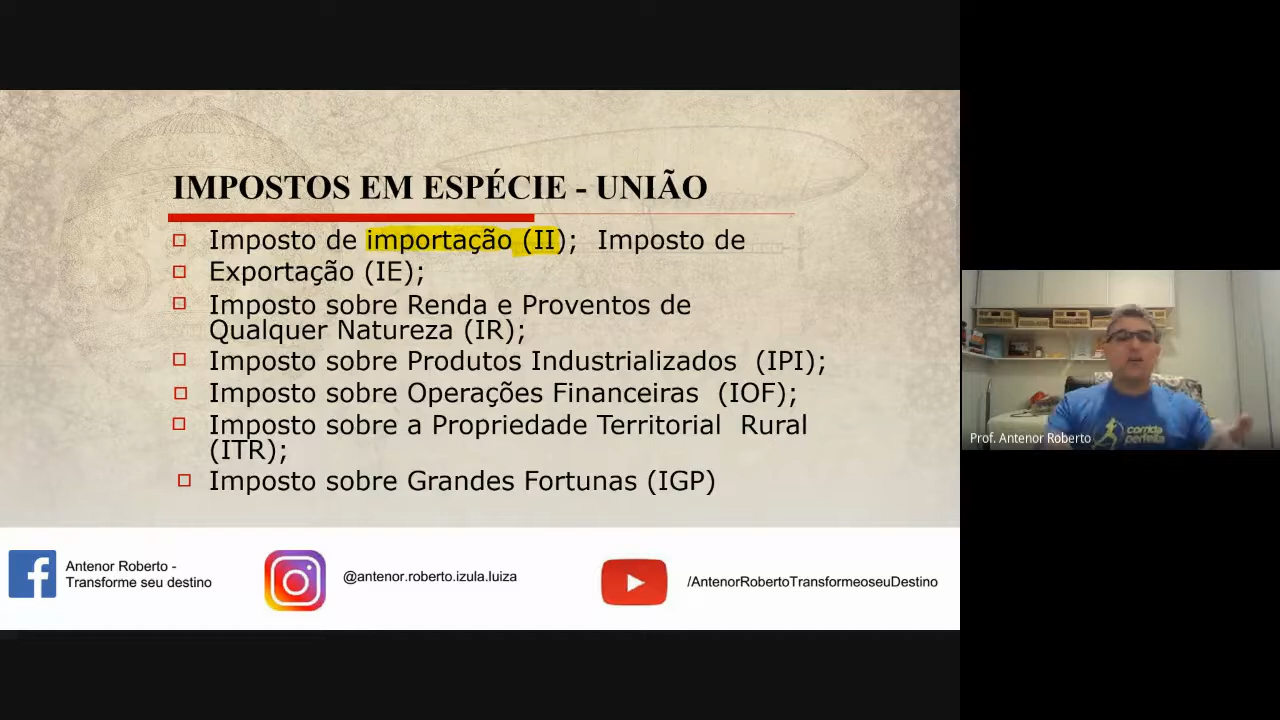 IMPOSTOS EM ESPÉCIE - UNIÃO
Imposto de importação (II); Imposto de
Exportação (IE);
Imposto sobre Renda e Proventos de
Qualquer Natureza (IR);
Imposto sobre Produtos Industrializados (IPI);
Imposto sobre Operações Financeiras (IOF);
Imposto sobre a Propriedade Territorial Rural
(ITR);
Imposto sobre Grandes Fortunas (IGP)
Antenor Roberto -
Transforme seu destino
@antenor.roberto.izula.luiza
/AntenorRobertoTransformeoseuDestino
corrida
perfeita
Prof. Antenor Roberto